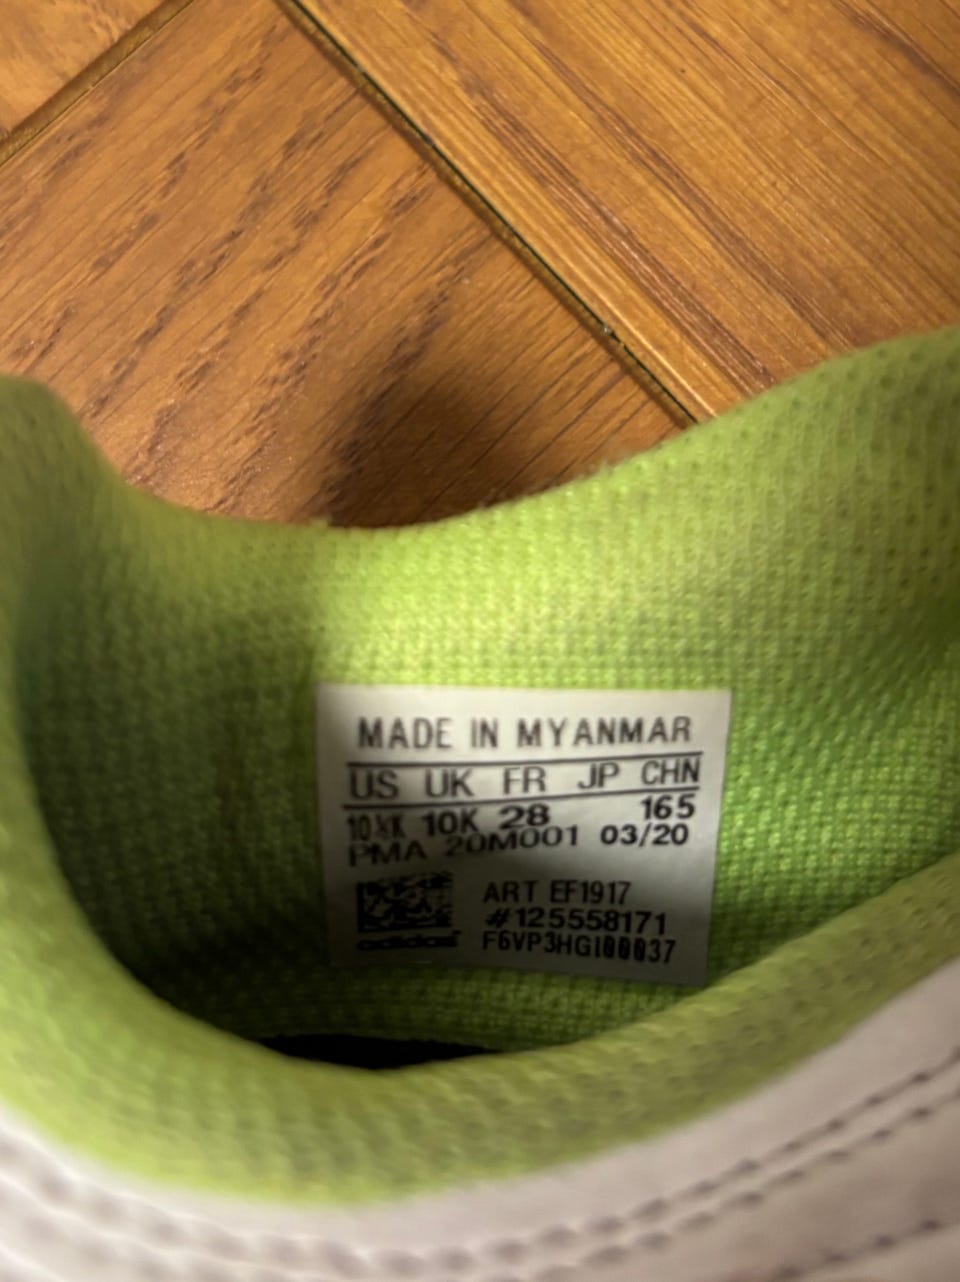 MADE IN MYANMAR
US UK FR JP CHN
10½K 10K 28 165
PMA 20M001 03/20
ART EF1917
#125558171
adidas F6VP3HGI00037